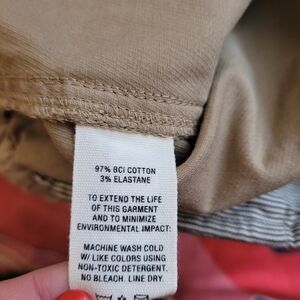 97% BCI COTTON
3% ELASTANE
TO EXTEND THE LIFE
OF THIS GARMENT
AND TO MINIMIZE
ENVIRONMENTAL IMPACT:
MACHINE WASH COLD
W/ LIKE COLORS USING
NON-TOXIC DETERGENT.
NO BLEACH. LINE DRY.